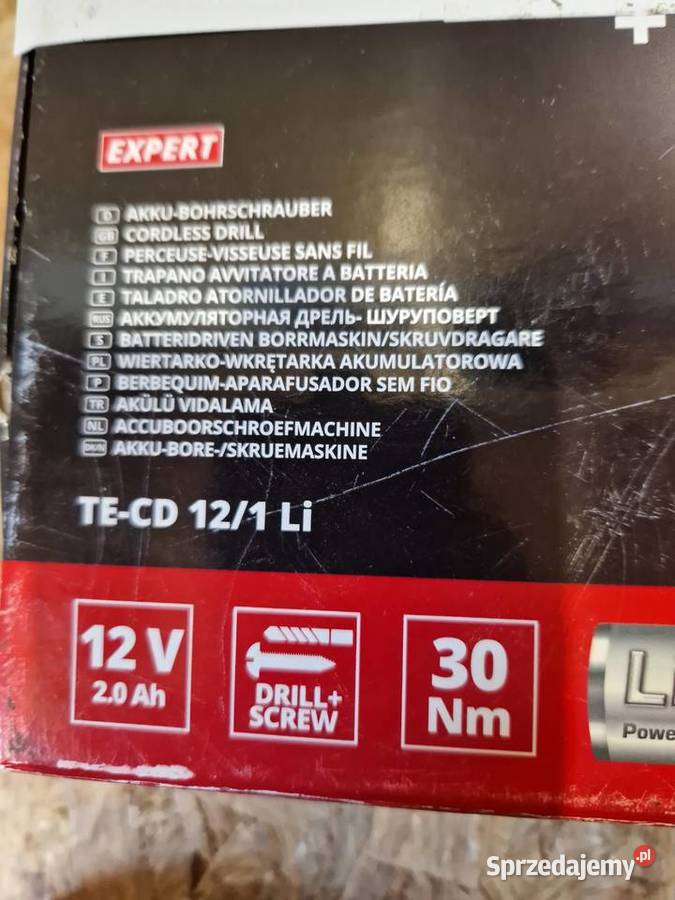 EXPERT
D AKKU-BOHRSCHRAUBER
GB CORDLESS DRILL
F PERCEUSE-VISSEUSE SANS FIL
I TRAPANO AVVITATORE A BATTERIA
E TALADRO ATORNILLADOR DE BATERÍA
RUS АККУМУЛЯТОРНАЯ ДРЕЛЬ- ШУРУПОВЕРТ
S BATTERIDRIVEN BORRMASKIN/SKRUVDRAGARE
PL WIERTARKO-WKRĘTARKA AKUMULATOROWA
P BERBEQUIM-APARAFUSADOR SEM FIO
TR AKÜLÜ VIDALAMA
NL ACCUBOORSCHROEFMACHINE
AKKU-BORE-/SKRUEMASKINE
TE-CD 12/1 Li
12 V
2.0 Ah
DRILL+
SCREW
30
Nm
Powe
Sprzedajemy.pl